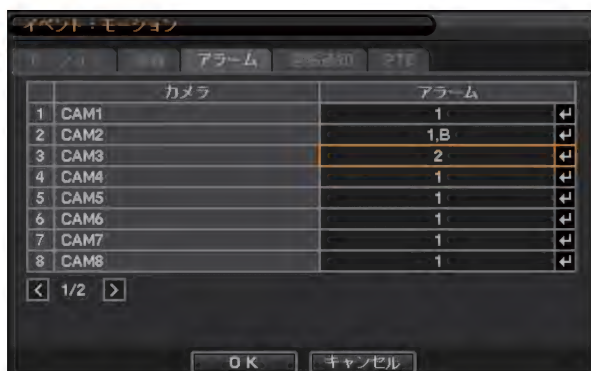 イベント：モーション
アラーム PTZ
カメラ アラーム
1 CAM1 1
2 CAM2 1,B
3 CAM3 2
4 CAM4 1
5 CAM5 1
6 CAM6 1
7 CAM7 1
8 CAM8 1
< 1/2 >
OK キャンセル